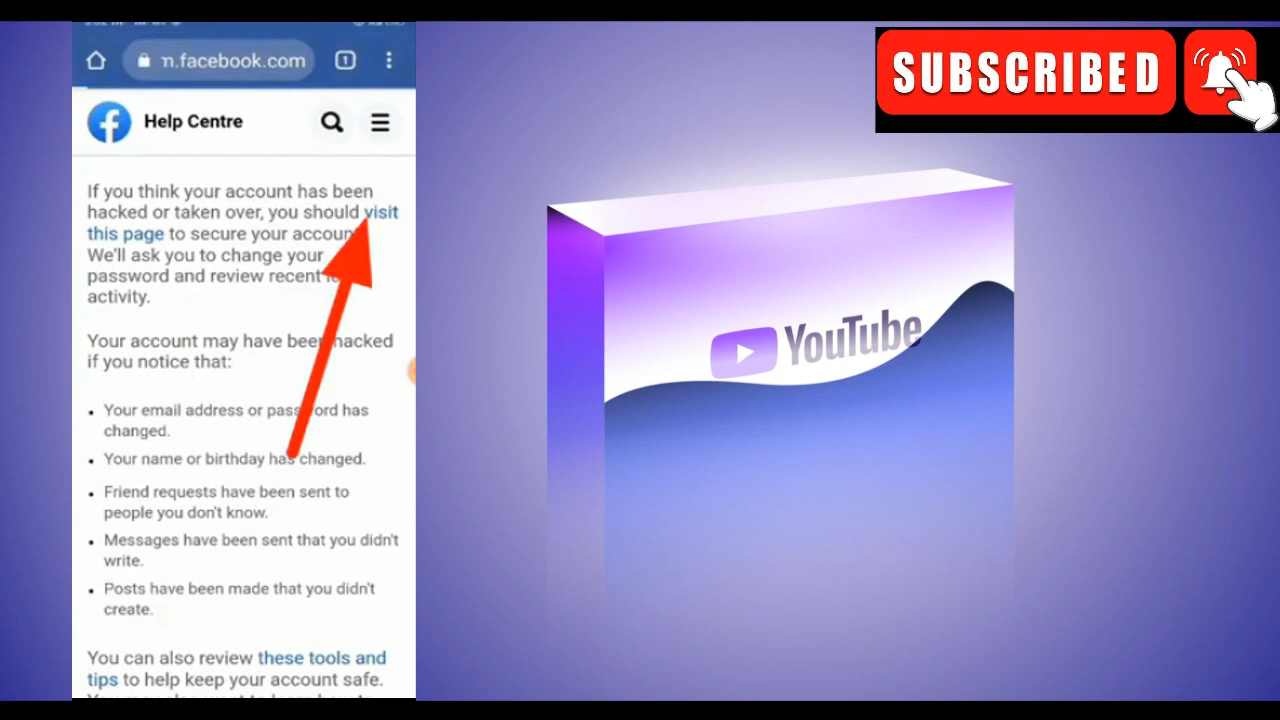 m.facebook.com
1
Help Centre
If you think your account has been
hacked or taken over, you should visit
this page to secure your accoun
We'll ask you to change your
password and review recent
activity.
Your account may have been hacked
if you notice that:
• Your email address or password has
changed.
• Your name or birthday has changed.
• Friend requests have been sent to
people you don't know.
• Messages have been sent that you didn't
write.
• Posts have been made that you didn't
create.
You can also review these tools and
tips to help keep your account safe.
SUBSCRIBED
YouTube